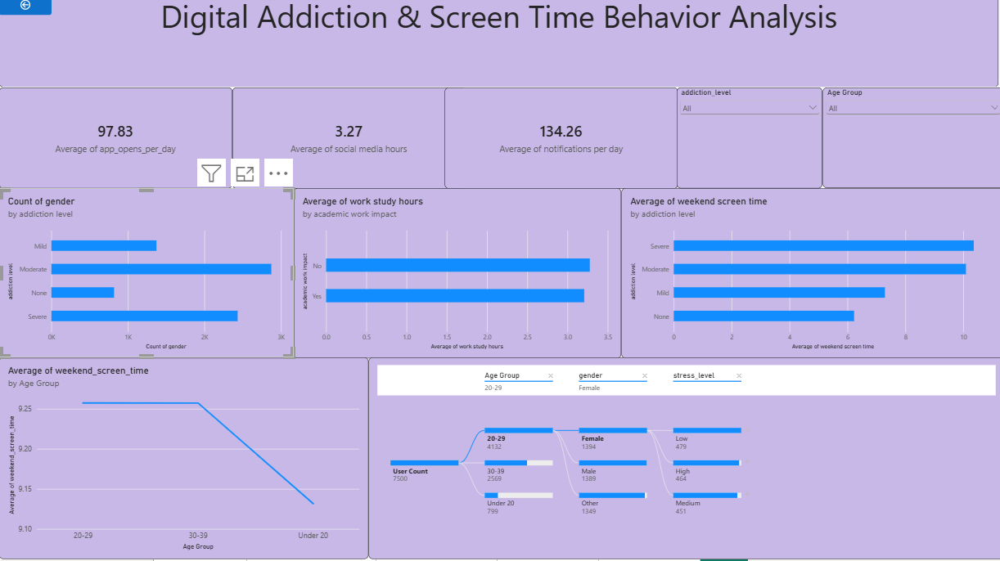 Digital Addiction & Screen Time Behavior Analysis
97.83
Average of app_opens_per_day
3.27
Average of social media hours
134.26
Average of notifications per day
addiction_level
All
Age Group
All
Count of gender
by addiction level
addiction level
Mild
Moderate
None
Severe
0K 1K 2K 3K
Count of gender
Average of work study hours
by academic work impact
academic work impact
No
Yes
0.0 0.5 1.0 1.5 2.0 2.5 3.0 3.5
Average of work study hours
Average of weekend screen time
by addiction level
addiction level
Severe
Moderate
Mild
None
0 2 4 6 8 10
Average of weekend screen time
Average of weekend_screen_time
by Age Group
Average of weekend_screen_time
9.25
9.20
9.15
9.10
20-29 30-39 Under 20
Age Group
Age Group gender stress_level
20-29 Female
User Count
7500
20-29
4132
30-39
2569
Under 20
799
Female
1394
Male
1389
Other
1349
Low
479
High
464
Medium
451